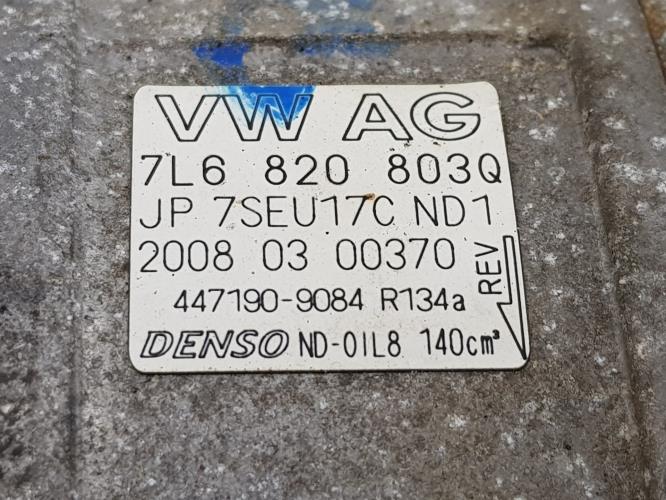 VW AG
7L6 820 803Q
JP 7SEU17C ND1
2008 03 00370
447190-9084 R134a
REV
DENSO ND-OIL8 140cm³